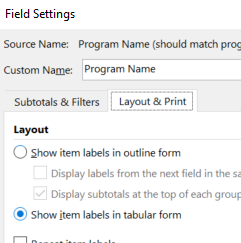 Field Settings
Source Name: Program Name (should match prog
Custom Name: Program Name
Subtotals & Filters Layout & Print
Layout
Show item labels in outline form
Display labels from the next field in the sa
Display subtotals at the top of each group
Show item labels in tabular form
Repeat item labels